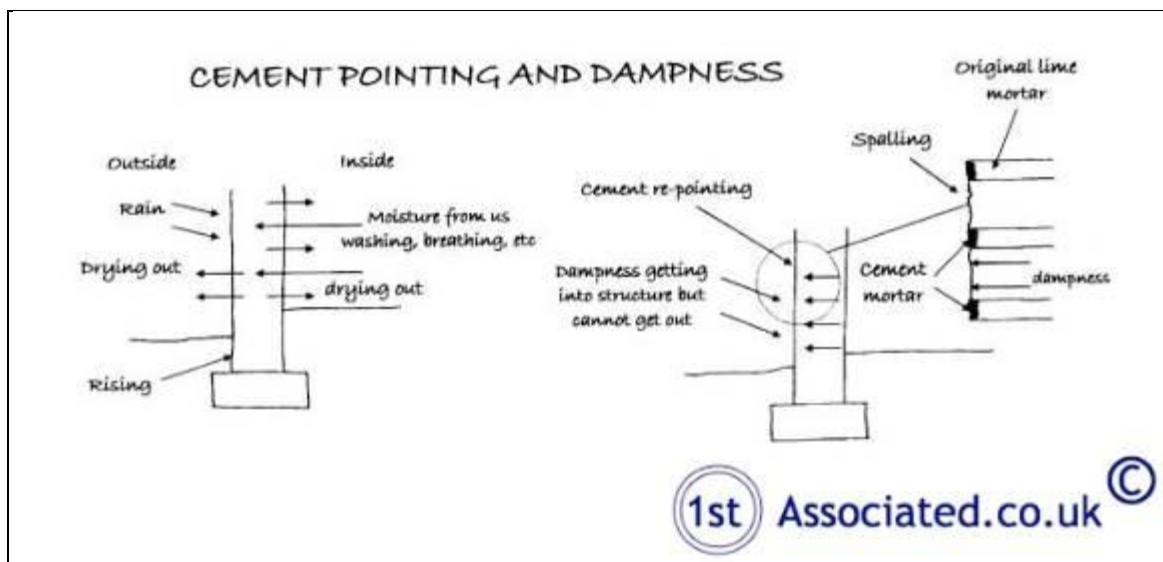 CEMENT POINTING AND DAMPNESS
Outside
Inside
Rain
Moisture from us
washing, breathing, etc
Drying out
drying out
Rising
Cement re-pointing
Dampness getting
into structure but
cannot get out
Original lime
mortar
Spalling
Cement
mortar
dampness
1st Associated.co.uk ©